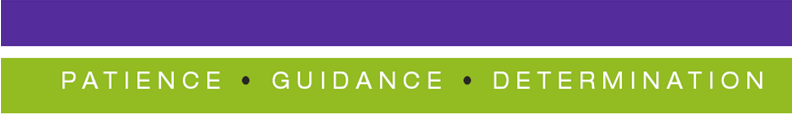 PATIENCE • GUIDANCE • DETERMINATION